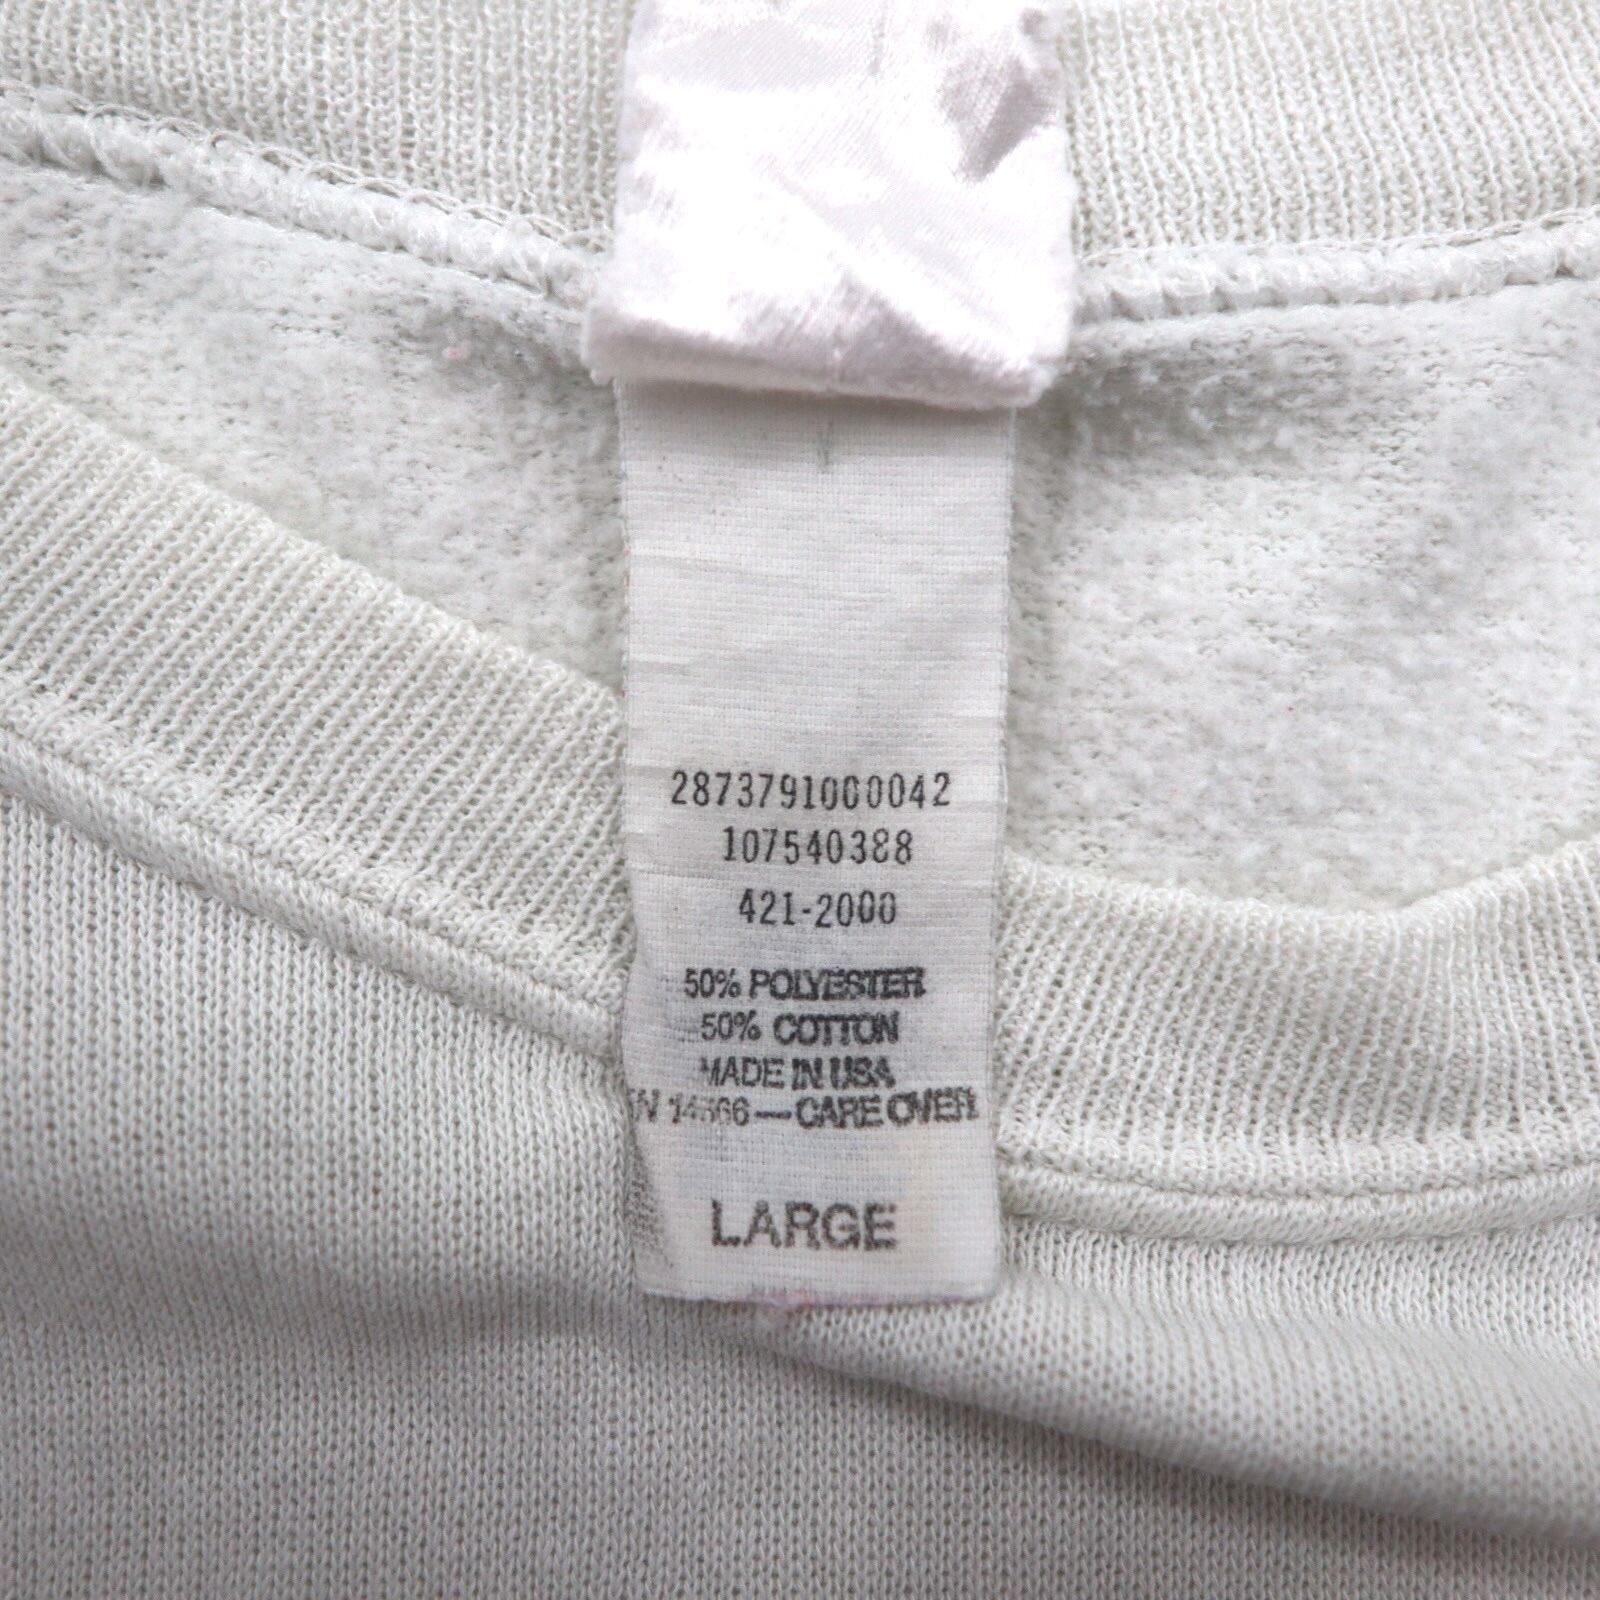 2873791000042
107540388
421-2000
50% POLYESTER
50% COTTON
MADE IN USA
— CARE OVER
LARGE